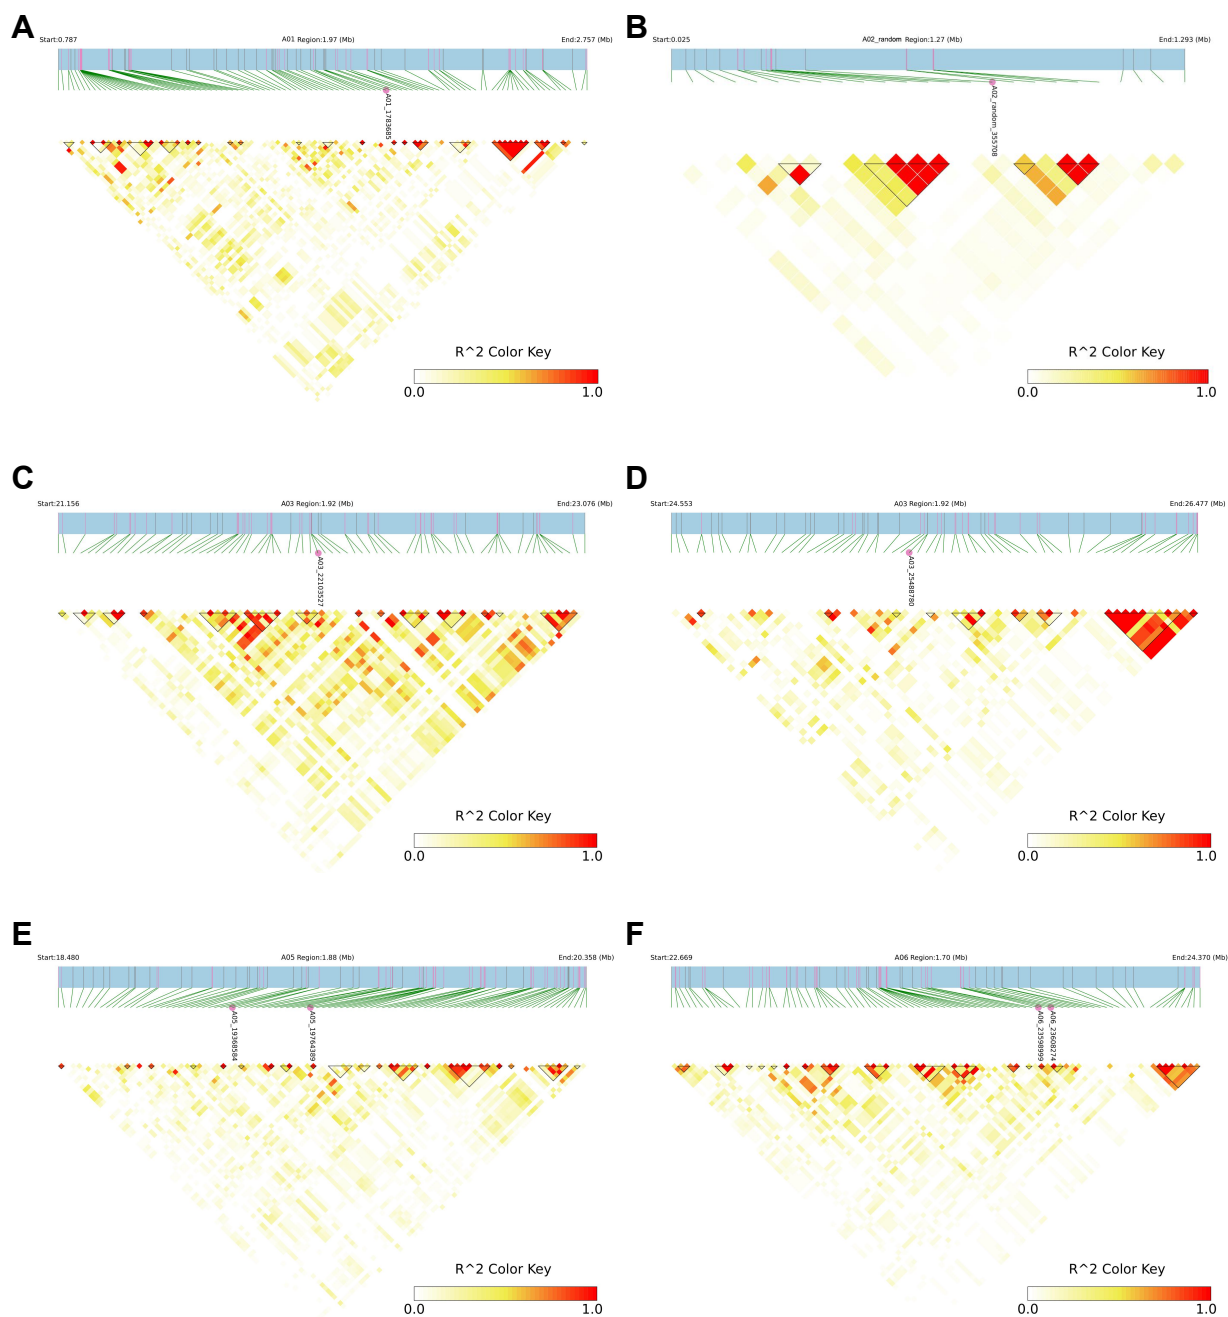 A
Start:0.787 A01 Region:1.97 (Mb) End:2.757 (Mb)
A01_1783685
R^2 Color Key
0.0 1.0
B
Start:0.025 A02_random Region:1.27 (Mb) End:1.293 (Mb)
A02_random_355708
R^2 Color Key
0.0 1.0
C
Start:21.156 A03 Region:1.92 (Mb) End:23.076 (Mb)
A03_22103527
R^2 Color Key
0.0 1.0
D
Start:24.553 A03 Region:1.92 (Mb) End:26.477 (Mb)
A03_25488780
R^2 Color Key
0.0 1.0
E
Start:18.480 A05 Region:1.88 (Mb) End:20.358 (Mb)
A05_19368584 A05_19764389
R^2 Color Key
0.0 1.0
F
Start:22.669 A06 Region:1.70 (Mb) End:24.370 (Mb)
A06_23598999 A06_23608274
R^2 Color Key
0.0 1.0